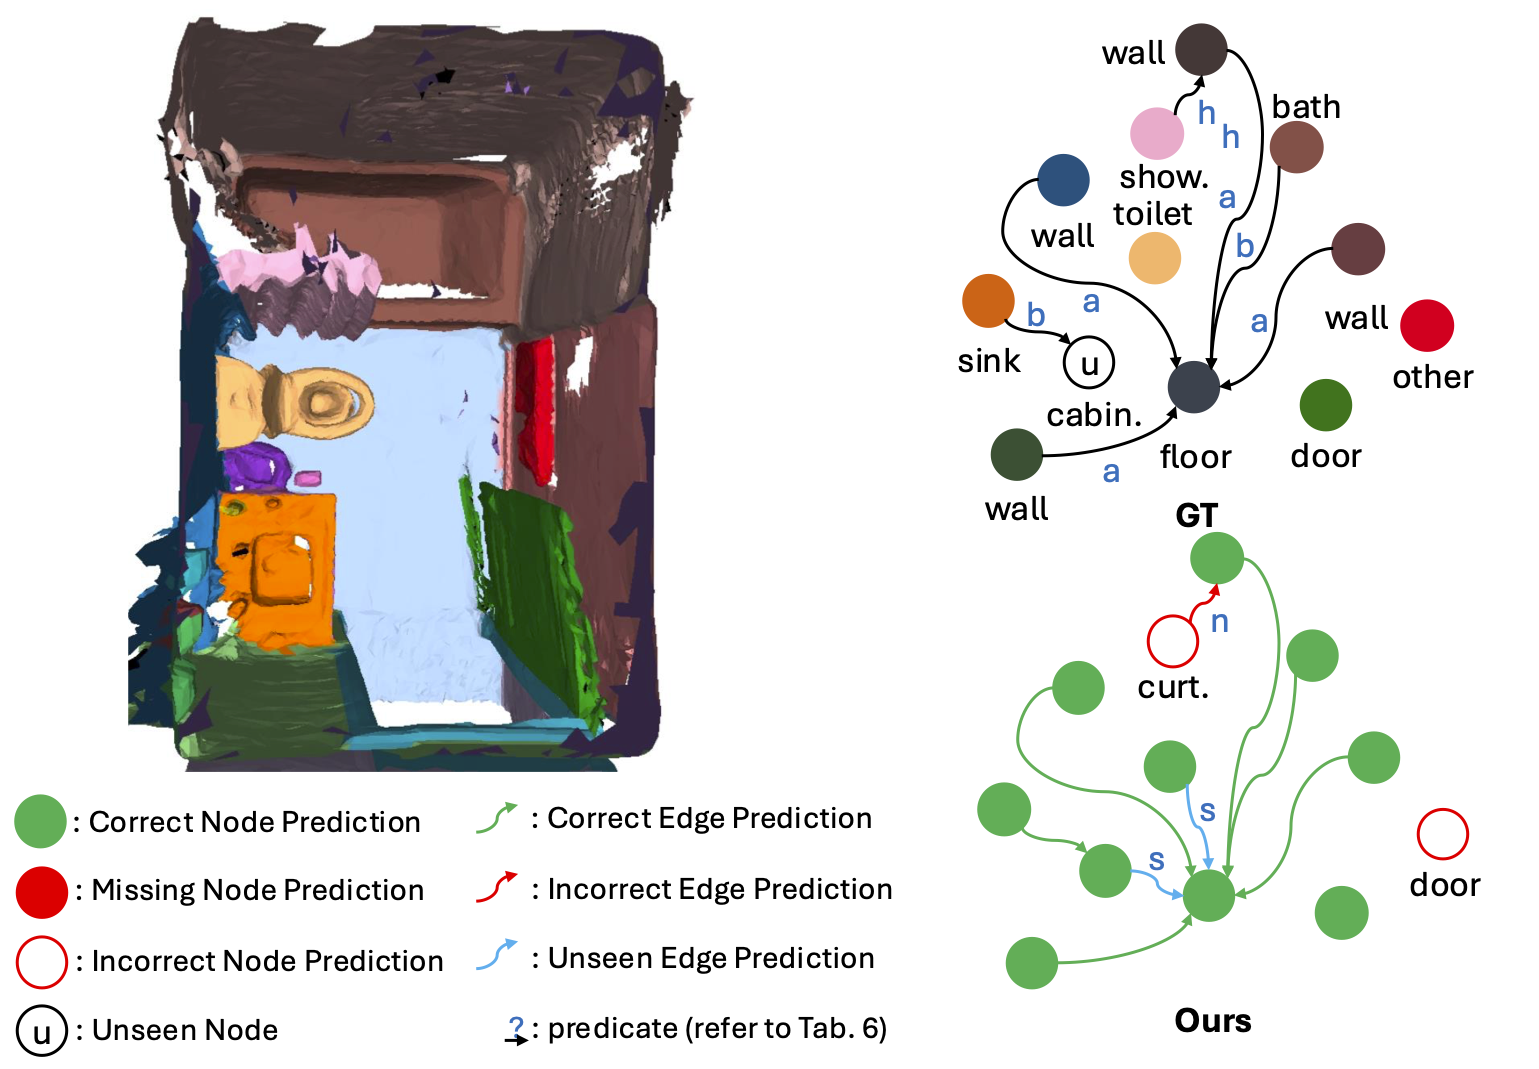 wall
h
h
bath
show.
toilet
a
wall
b
a
b
a
wall
sink
u
other
cabin.
floor
door
a
wall
GT
n
curt.
s
s
door
Ours
: Correct Node Prediction
: Correct Edge Prediction
: Missing Node Prediction
: Incorrect Edge Prediction
: Incorrect Node Prediction
: Unseen Edge Prediction
u : Unseen Node
? : predicate (refer to Tab. 6)